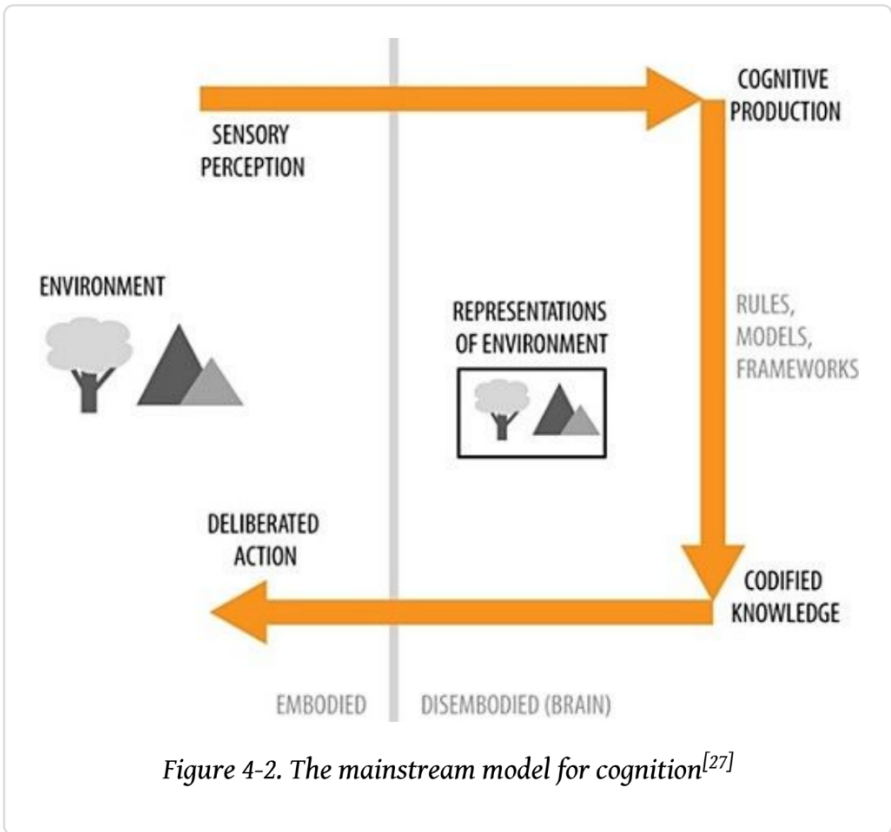 COGNITIVE
PRODUCTION
SENSORY
PERCEPTION
ENVIRONMENT
REPRESENTATIONS
OF ENVIRONMENT
RULES,
MODELS,
FRAMEWORKS
DELIBERATED
ACTION
CODIFIED
KNOWLEDGE
EMBODIED
DISEMBODIED (BRAIN)
Figure 4-2. The mainstream model for cognition[27]